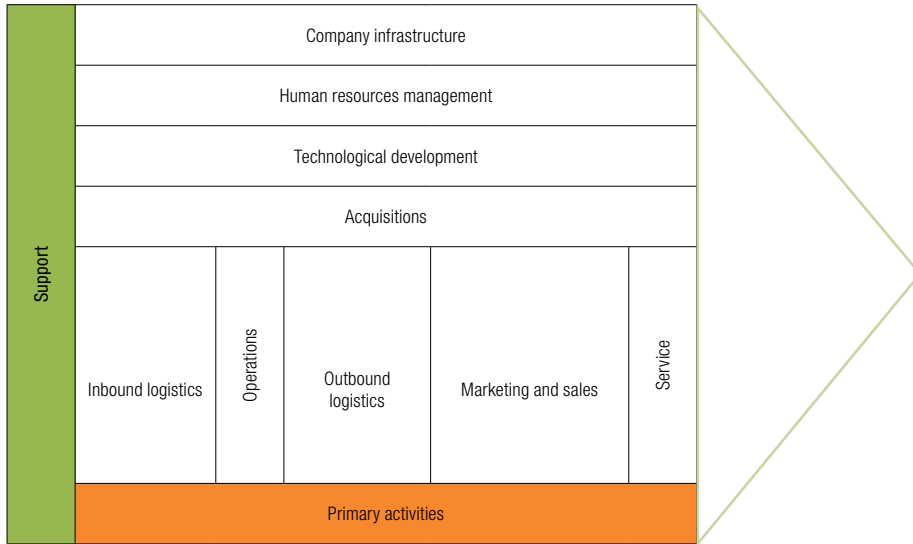 Support
Company infrastructure
Human resources management
Technological development
Acquisitions
Inbound logistics
Operations
Outbound
logistics
Marketing and sales
Service
Primary activities